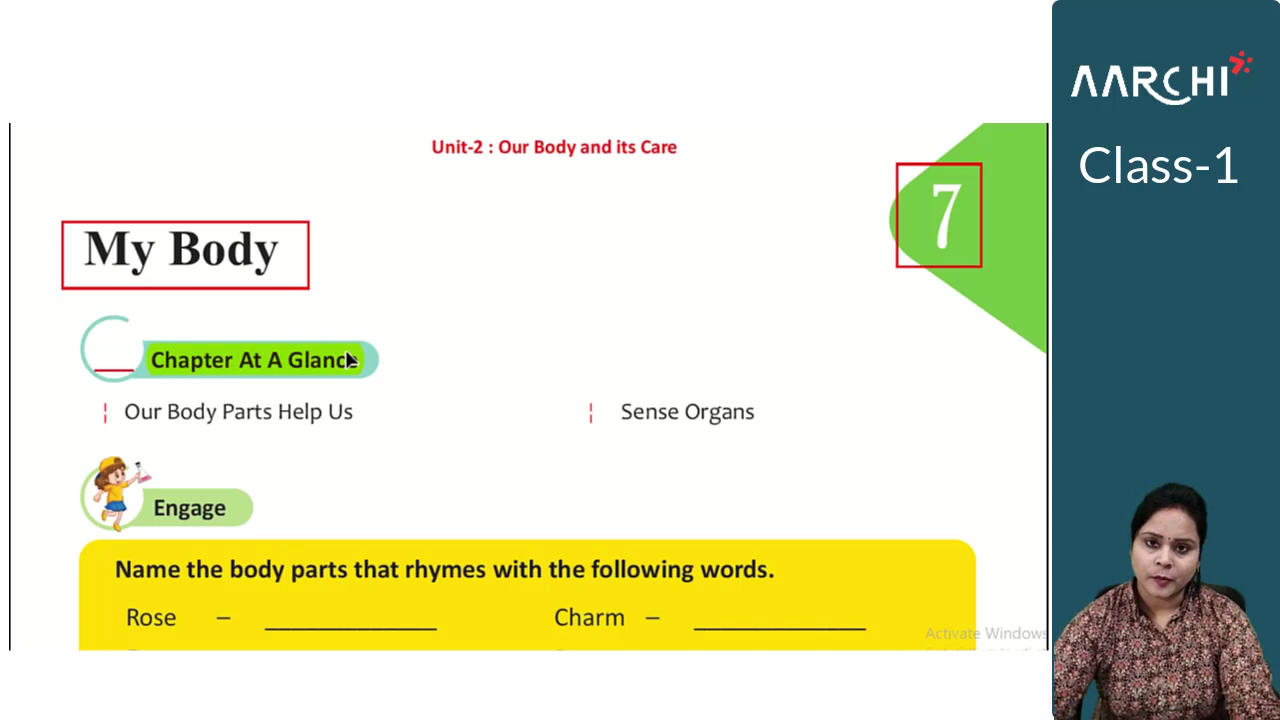 AARCHI
Class-1
Unit-2 : Our Body and its Care
7
My Body
Chapter At A Glance
Our Body Parts Help Us
Sense Organs
Engage
Name the body parts that rhymes with the following words.
Rose – ____________ Charm – ____________
Activate Windows